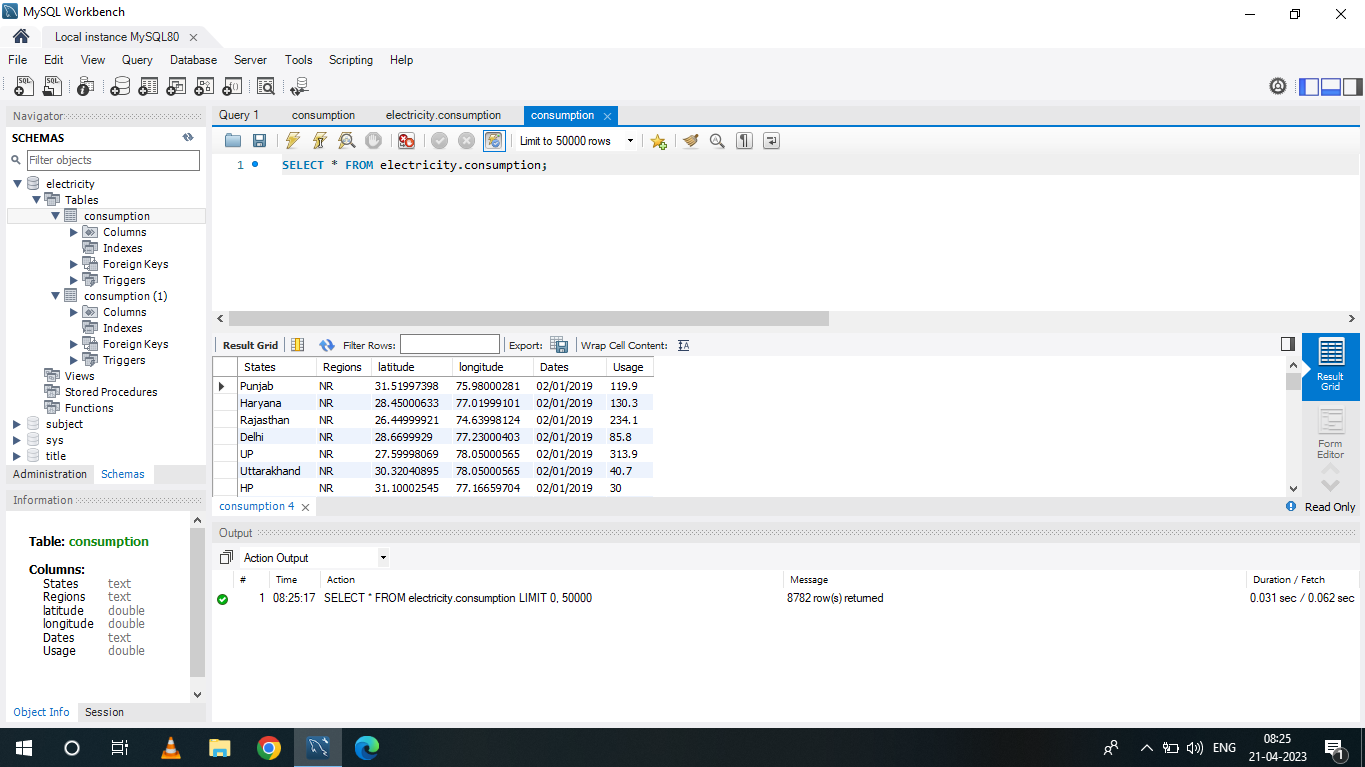 MySQL Workbench
Local instance MySQL80
File Edit View Query Database Server Tools Scripting Help
Navigator
SCHEMAS
Filter objects
electricity
Tables
consumption
Columns
Indexes
Foreign Keys
Triggers
consumption (1)
Columns
Indexes
Foreign Keys
Triggers
Views
Stored Procedures
Functions
subject
sys
title
Administration Schemas
Information
Table: consumption
Columns:
States text
Regions text
latitude double
longitude double
Dates text
Usage double
Object Info Session
Query 1 consumption electricity.consumption consumption
Limit to 50000 rows
1 SELECT * FROM electricity.consumption;
Result Grid Filter Rows: Export: Wrap Cell Content:
States Regions latitude longitude Dates Usage
Punjab NR 31.51997398 75.98000281 02/01/2019 119.9
Haryana NR 28.45000633 77.01999101 02/01/2019 130.3
Rajasthan NR 26.44999921 74.63998124 02/01/2019 234.1
Delhi NR 28.6699929 77.23000403 02/01/2019 85.8
UP NR 27.59998069 78.05000565 02/01/2019 313.9
Uttarakhand NR 30.32040895 78.05000565 02/01/2019 40.7
HP NR 31.10002545 77.16659704 02/01/2019 30
Result
Grid
Form
Editor
consumption 4
Read Only
Output
Action Output
# Time Action Message Duration / Fetch
1 08:25:17 SELECT * FROM electricity.consumption LIMIT 0, 50000 8782 row(s) returned 0.031 sec / 0.062 sec
ENG
08:25
21-04-2023
1